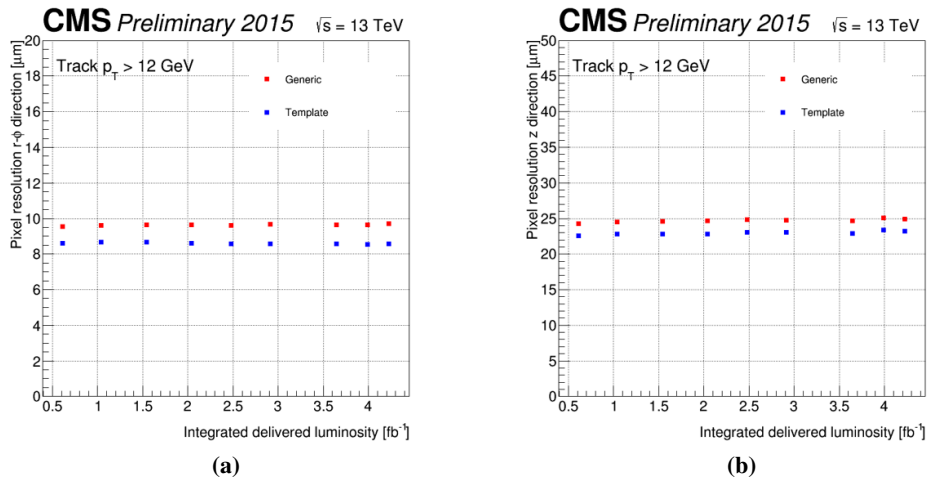 CMS Preliminary 2015 √s = 13 TeV
Pixel resolution r-ϕ direction [μm]
20
18
16
14
12
10
8
6
4
2
0
Track p_T > 12 GeV
Generic
Template
0.5 1 1.5 2 2.5 3 3.5 4
Integrated delivered luminosity [fb⁻¹]
(a)
CMS Preliminary 2015 √s = 13 TeV
Pixel resolution z direction [μm]
50
45
40
35
30
25
20
15
10
5
0
Track p_T > 12 GeV
Generic
Template
0.5 1 1.5 2 2.5 3 3.5 4
Integrated delivered luminosity [fb⁻¹]
(b)